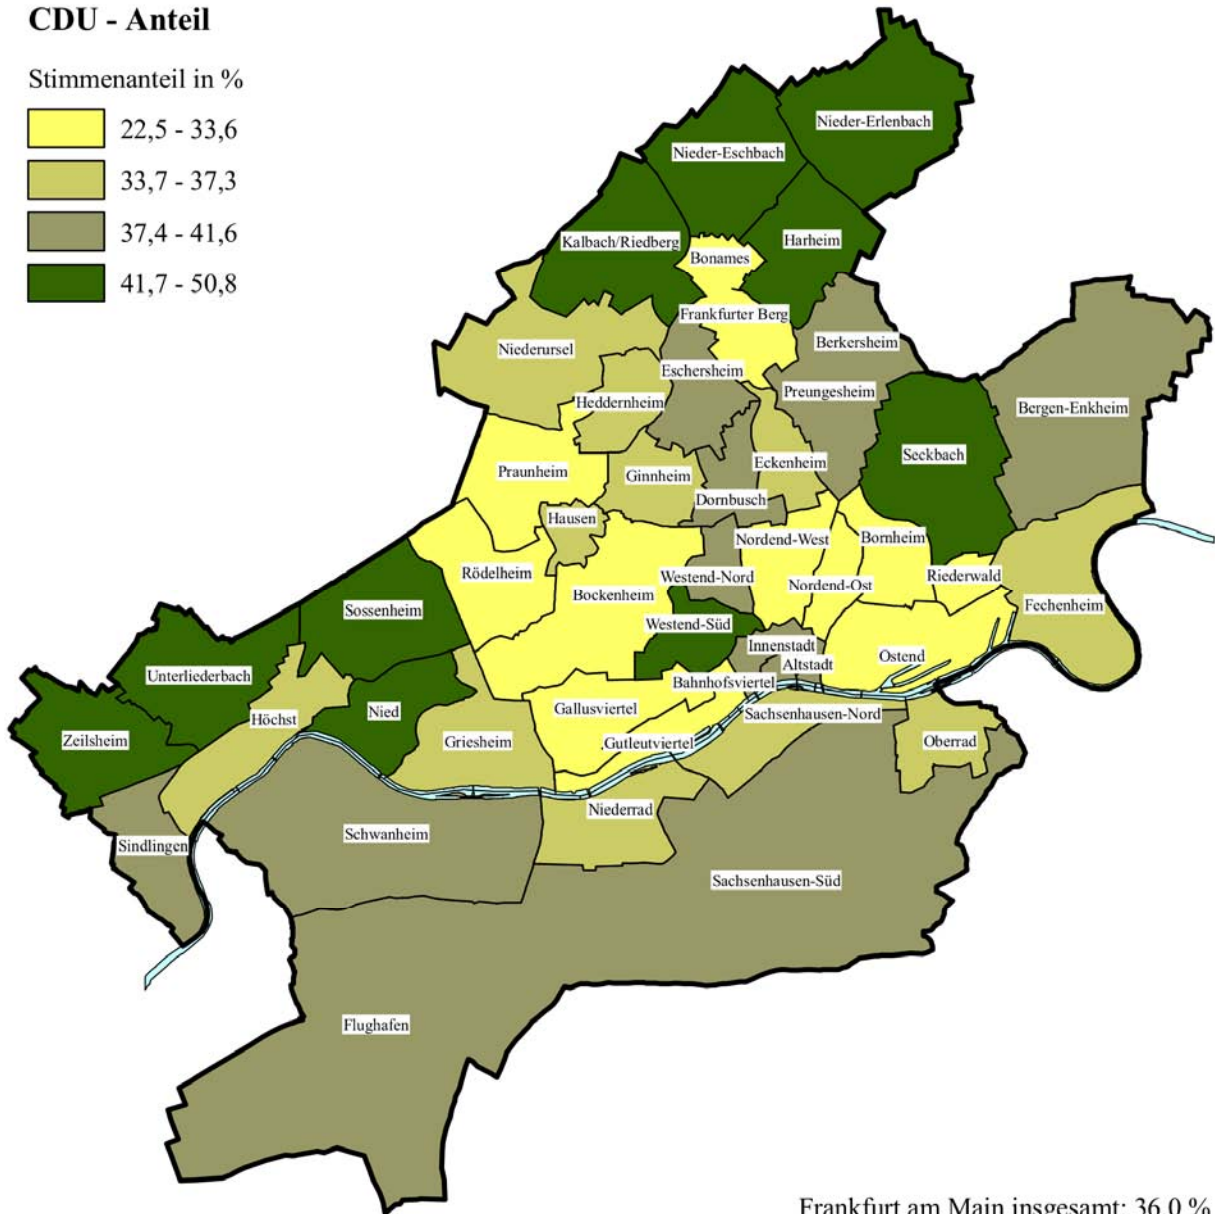 CDU - Anteil
Stimmenanteil in %
22,5 - 33,6
33,7 - 37,3
37,4 - 41,6
41,7 - 50,8
Nieder-Erlenbach
Nieder-Eschbach
Kalbach/Riedberg
Harheim
Bonames
Frankfurter Berg
Niederursel
Berkersheim
Eschersheim
Preungesheim
Heddernheim
Bergen-Enkheim
Seckbach
Praunheim
Ginnheim
Eckenheim
Dornbusch
Hausen
Nordend-West
Bornheim
Rödelheim
Westend-Nord
Riederwald
Bockenheim
Nordend-Ost
Fechenheim
Sossenheim
Westend-Süd
Innenstadt
Ostend
Altstadt
Unterliederbach
Bahnhofsviertel
Nied
Gallusviertel
Höchst
Sachsenhausen-Nord
Zeilsheim
Griesheim
Gutleutviertel
Oberrad
Niederrad
Schwanheim
Sindlingen
Sachsenhausen-Süd
Flughafen
Frankfurt am Main insgesamt: 36,0 %